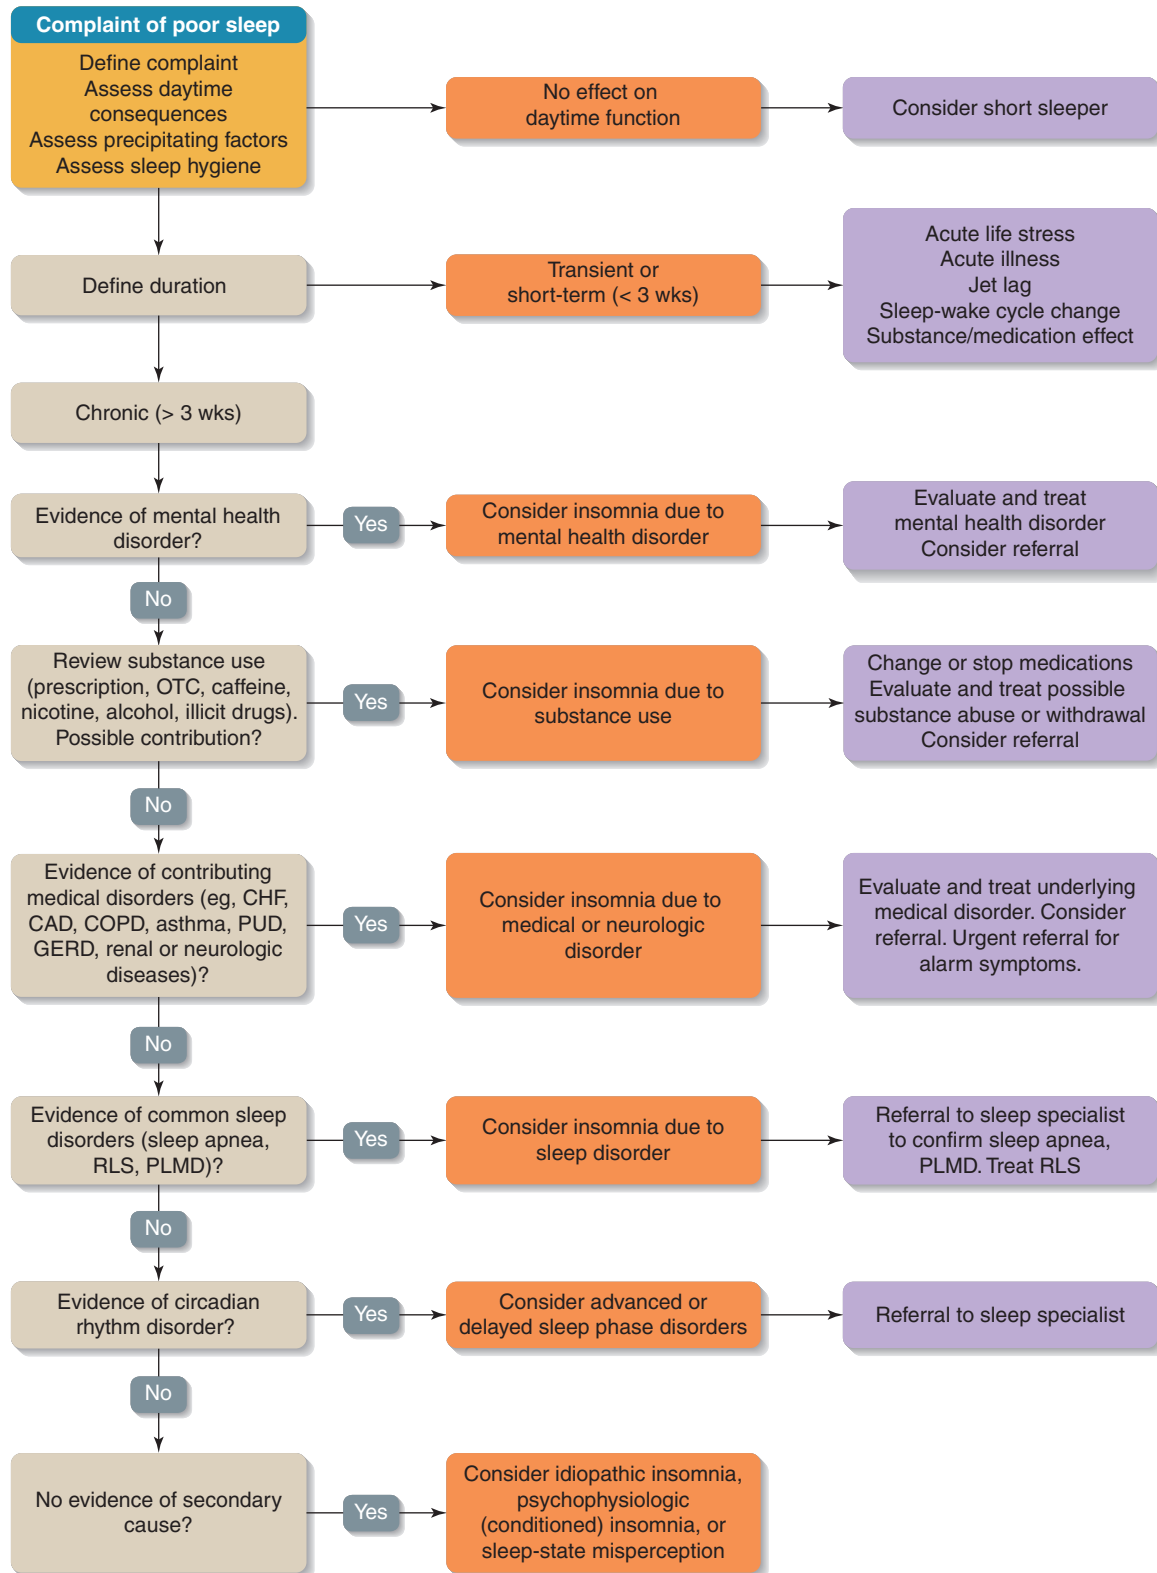 Complaint of poor sleep
Define complaint
Assess daytime
consequences
Assess precipitating factors
Assess sleep hygiene
No effect on
daytime function
Consider short sleeper
Define duration
Transient or
short-term (< 3 wks)
Acute life stress
Acute illness
Jet lag
Sleep-wake cycle change
Substance/medication effect
Chronic (> 3 wks)
Evidence of mental health
disorder?
Yes
Consider insomnia due to
mental health disorder
Evaluate and treat
mental health disorder
Consider referral
No
Review substance use
(prescription, OTC, caffeine,
nicotine, alcohol, illicit drugs).
Possible contribution?
Yes
Consider insomnia due to
substance use
Change or stop medications
Evaluate and treat possible
substance abuse or withdrawal
Consider referral
No
Evidence of contributing
medical disorders (eg, CHF,
CAD, COPD, asthma, PUD,
GERD, renal or neurologic
diseases)?
Yes
Consider insomnia due to
medical or neurologic
disorder
Evaluate and treat underlying
medical disorder. Consider
referral. Urgent referral for
alarm symptoms.
No
Evidence of common sleep
disorders (sleep apnea,
RLS, PLMD)?
Yes
Consider insomnia due to
sleep disorder
Referral to sleep specialist
to confirm sleep apnea,
PLMD. Treat RLS
No
Evidence of circadian
rhythm disorder?
Yes
Consider advanced or
delayed sleep phase disorders
Referral to sleep specialist
No
No evidence of secondary
cause?
Yes
Consider idiopathic insomnia,
psychophysiologic
(conditioned) insomnia, or
sleep-state misperception